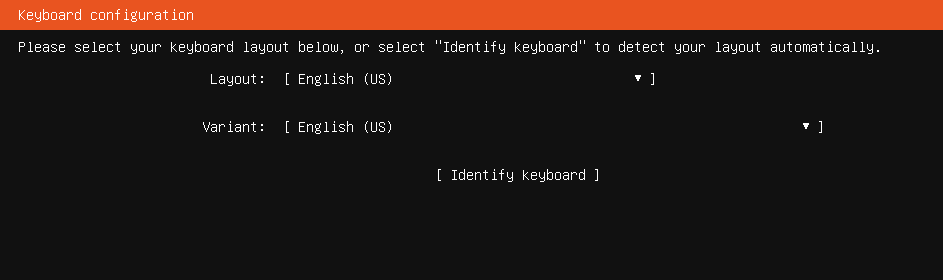 Keyboard configuration
Please select your keyboard layout below, or select "Identify keyboard" to detect your layout automatically.
Layout: [ English (US) ▾ ]
Variant: [ English (US) ▾ ]
[ Identify keyboard ]